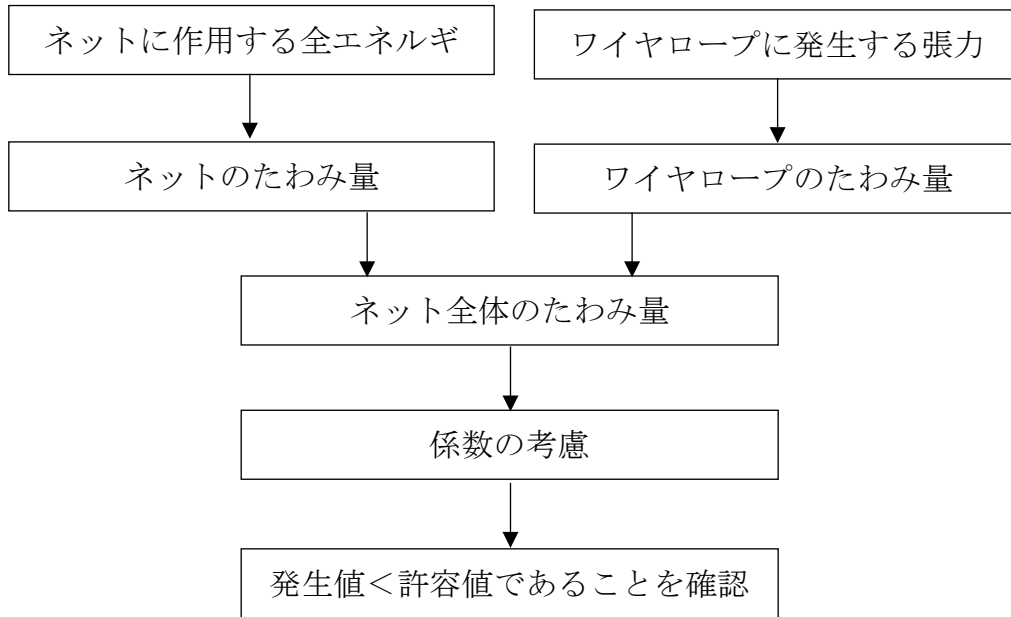 ネットに作用する全エネルギ
ワイヤロープに発生する張力
ネットのたわみ量
ワイヤロープのたわみ量
ネット全体のたわみ量
係数の考慮
発生値＜許容値であることを確認